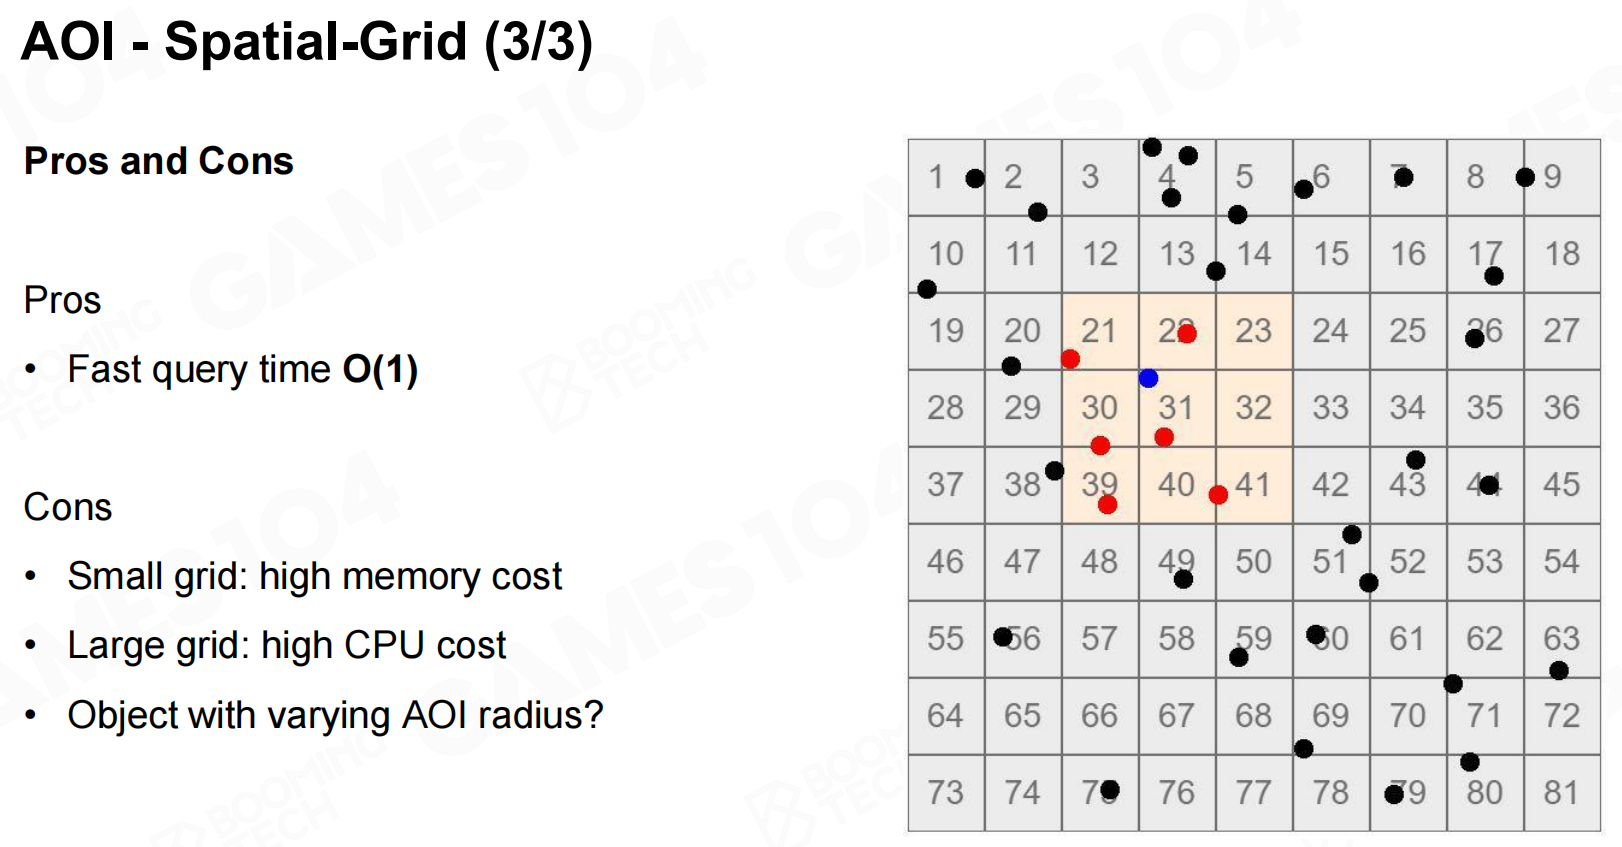 AOI - Spatial-Grid (3/3)
Pros and Cons
Pros
• Fast query time O(1)
Cons
• Small grid: high memory cost
• Large grid: high CPU cost
• Object with varying AOI radius?
1 2 3 4 5 6 7 8 9
10 11 12 13 14 15 16 17 18
19 20 21 22 23 24 25 26 27
28 29 30 31 32 33 34 35 36
37 38 39 40 41 42 43 44 45
46 47 48 49 50 51 52 53 54
55 56 57 58 59 60 61 62 63
64 65 66 67 68 69 70 71 72
73 74 75 76 77 78 79 80 81
GAMES104
BOOMING
TECH